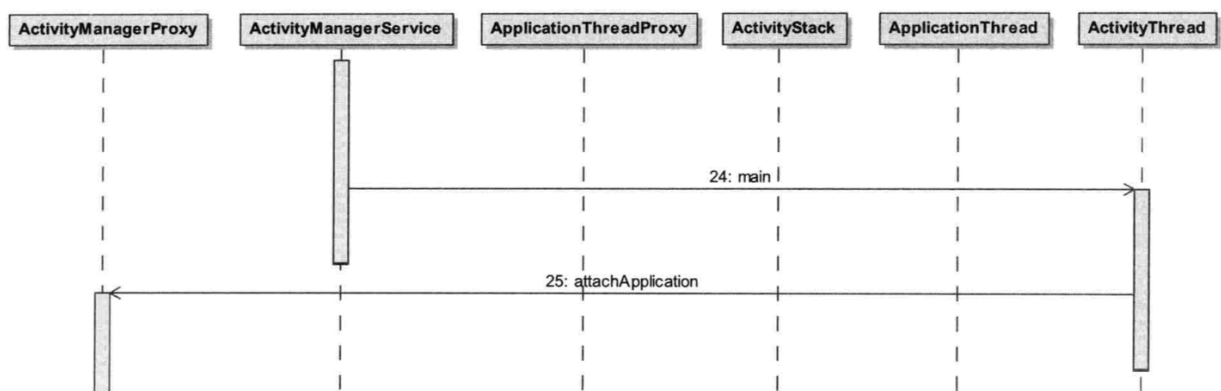 ActivityManagerProxy
ActivityManagerService
ApplicationThreadProxy
ActivityStack
ApplicationThread
ActivityThread
24: main
25: attachApplication